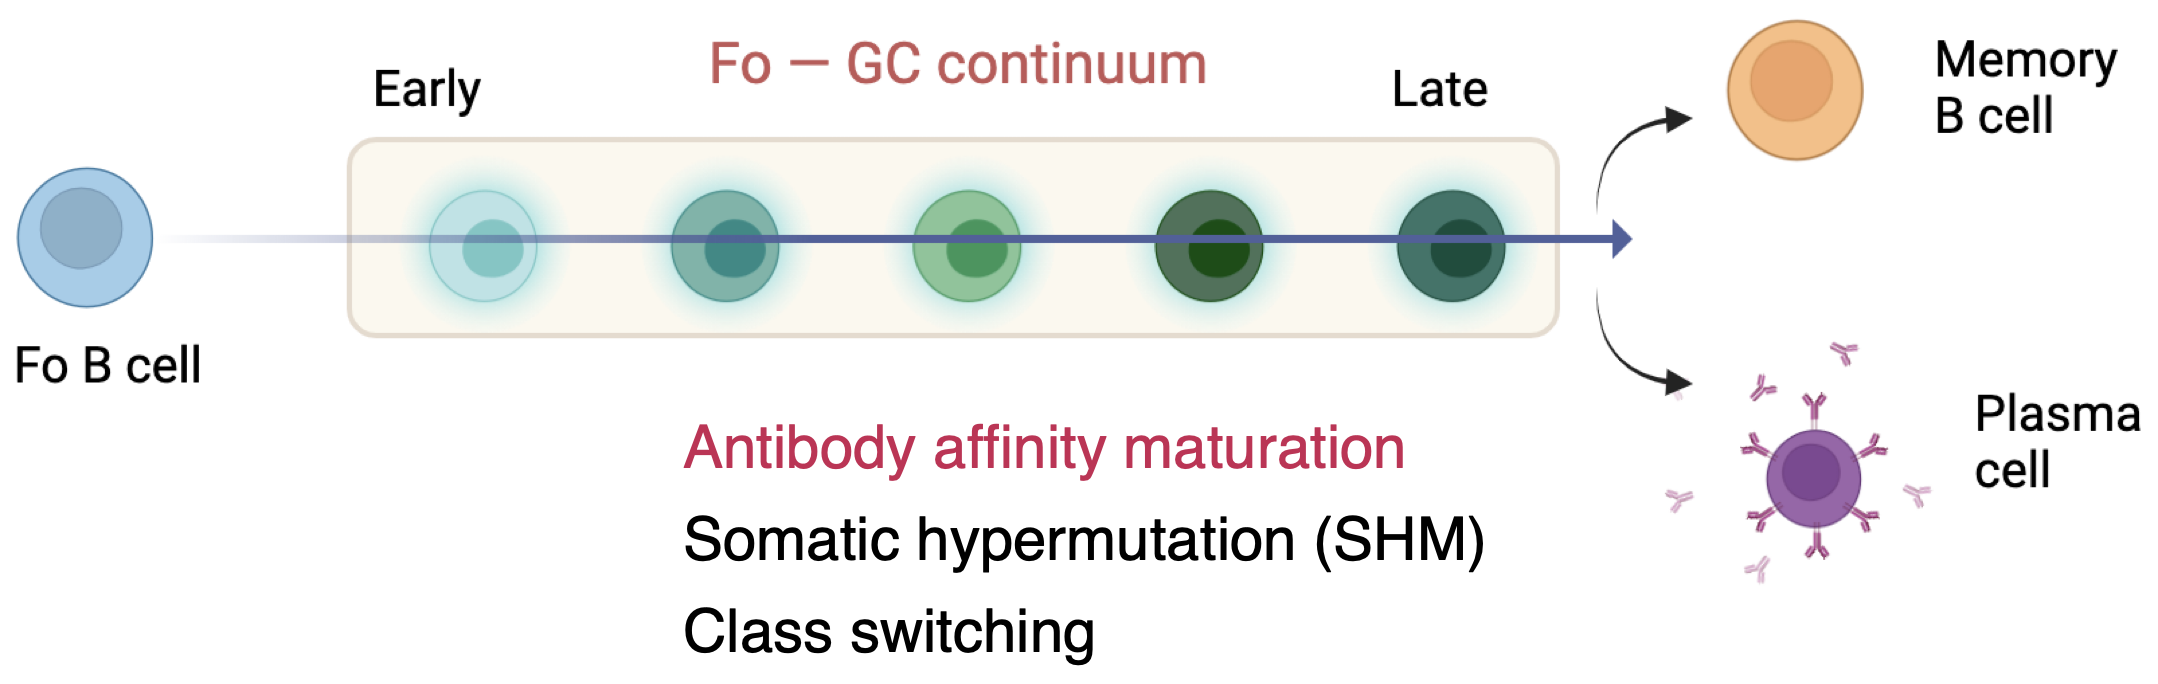 Fo — GC continuum
Early
Late
Memory
B cell
Fo B cell
Plasma
cell
Antibody affinity maturation
Somatic hypermutation (SHM)
Class switching